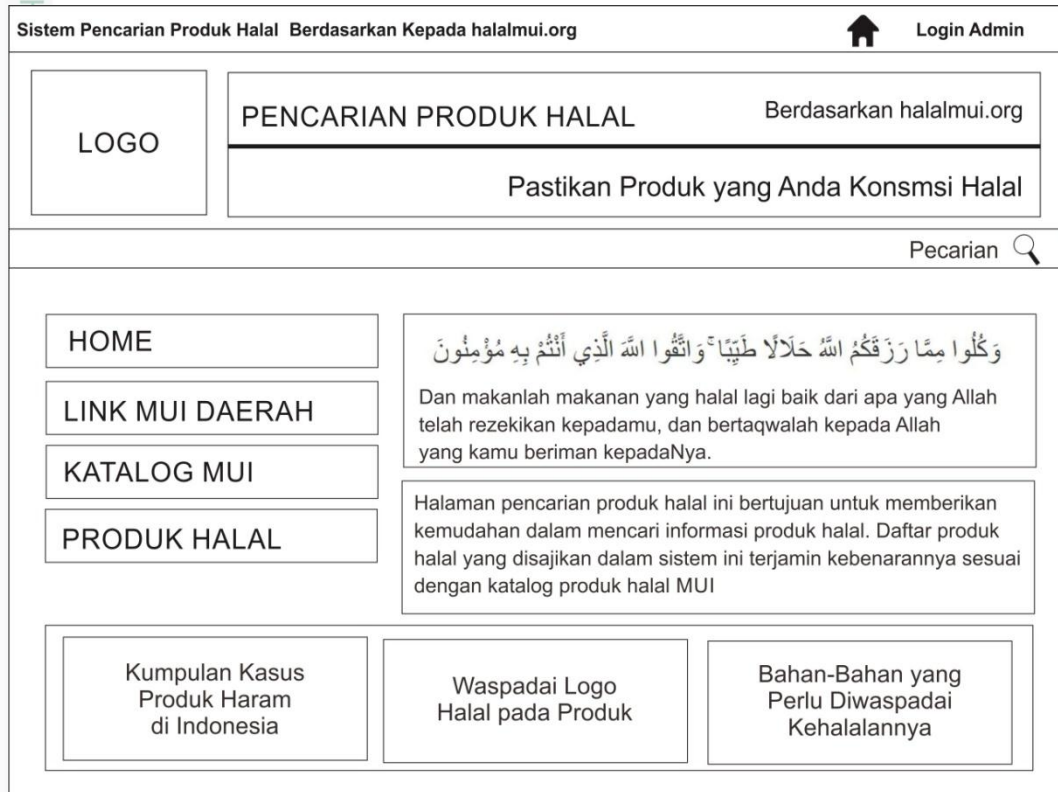 Sistem Pencarian Produk Halal Berdasarkan Kepada halalmui.org
Login Admin
LOGO
PENCARIAN PRODUK HALAL
Berdasarkan halalmui.org
Pastikan Produk yang Anda Konsmsi Halal
Pecarian
HOME
LINK MUI DAERAH
KATALOG MUI
PRODUK HALAL
وَكُلُوا مِمَّا رَزَقَكُمُ اللَّهُ حَلَالًا طَيِّبًا ۚ وَاتَّقُوا اللَّهَ الَّذِي أَنْتُمْ بِهِ مُؤْمِنُونَ
Dan makanlah makanan yang halal lagi baik dari apa yang Allah
telah rezekikan kepadamu, dan bertaqwalah kepada Allah
yang kamu beriman kepadaNya.
Halaman pencarian produk halal ini bertujuan untuk memberikan
kemudahan dalam mencari informasi produk halal. Daftar produk
halal yang disajikan dalam sistem ini terjamin kebenarannya sesuai
dengan katalog produk halal MUI
Kumpulan Kasus
Produk Haram
di Indonesia
Waspadai Logo
Halal pada Produk
Bahan-Bahan yang
Perlu Diwaspadai
Kehalalannya